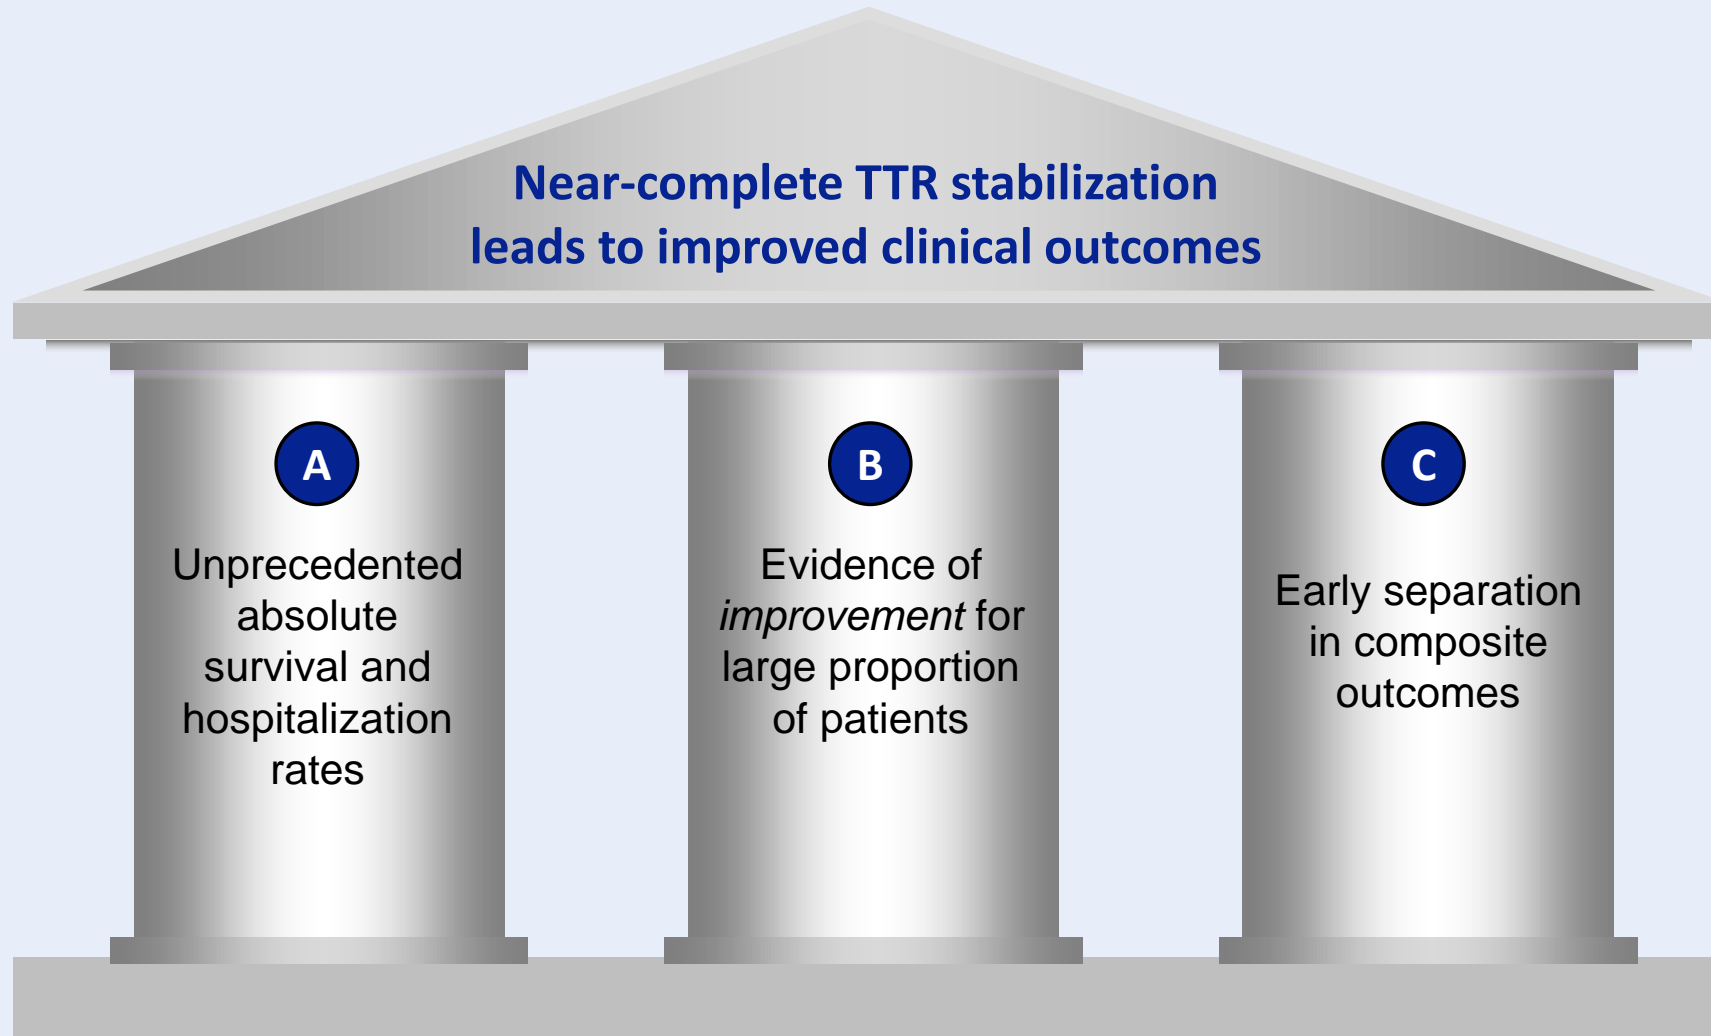 Near-complete TTR stabilization
leads to improved clinical outcomes
A
Unprecedented
absolute
survival and
hospitalization
rates
B
Evidence of
improvement for
large proportion
of patients
C
Early separation
in composite
outcomes